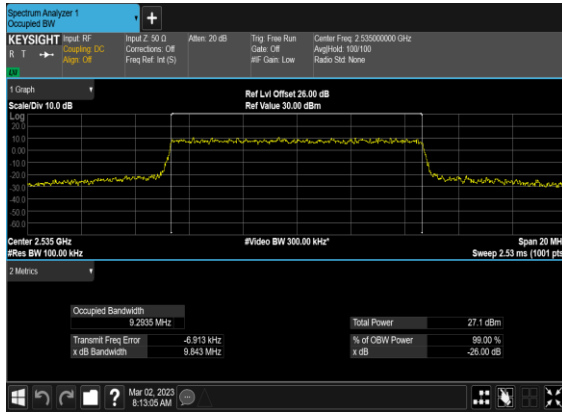 Spectrum Analyzer 1
Occupied BW
+
KEYSIGHT
R T
LXI
Input: RF
Coupling: DC
Align: Off
Input Z: 50 Ω
Corrections: Off
Freq Ref: Int (S)
Atten: 20 dB
Trig: Free Run
Gate: Off
#IF Gain: Low
Center Freq: 2.535000000 GHz
Avg|Hold: 100/100
Radio Std: None
1 Graph
Scale/Div 10.0 dB
Ref Lvl Offset 26.00 dB
Ref Value 30.00 dBm
Log
20.0
10.0
0.00
-10.0
-20.0
-30.0
-40.0
-50.0
-60.0
Center 2.535 GHz
#Res BW 100.00 kHz
#Video BW 300.00 kHz*
Span 20 MH
Sweep 2.53 ms (1001 pts
2 Metrics
Occupied Bandwidth
9.2935 MHz
Transmit Freq Error -6.913 kHz
x dB Bandwidth 9.843 MHz
Total Power 27.1 dBm
% of OBW Power 99.00 %
x dB -26.00 dB
?
Mar 02, 2023
8:13:05 AM